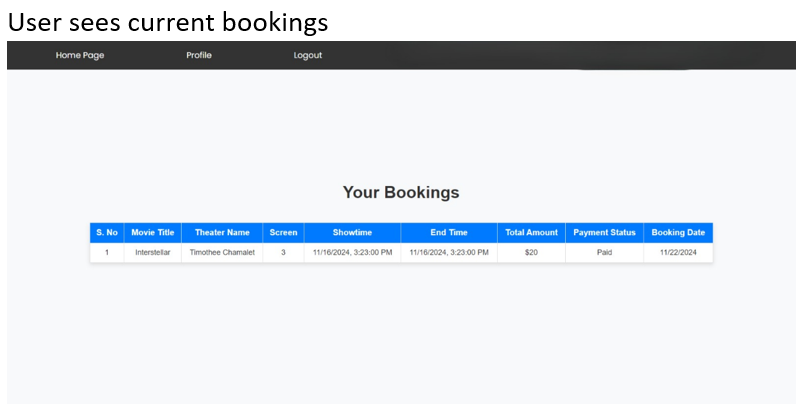 User sees current bookings
Home Page Profile Logout
Your Bookings
S. No Movie Title Theater Name Screen Showtime End Time Total Amount Payment Status Booking Date
1 Interstellar Timothee Chamalet 3 11/16/2024, 3:23:00 PM 11/16/2024, 3:23:00 PM $20 Paid 11/22/2024